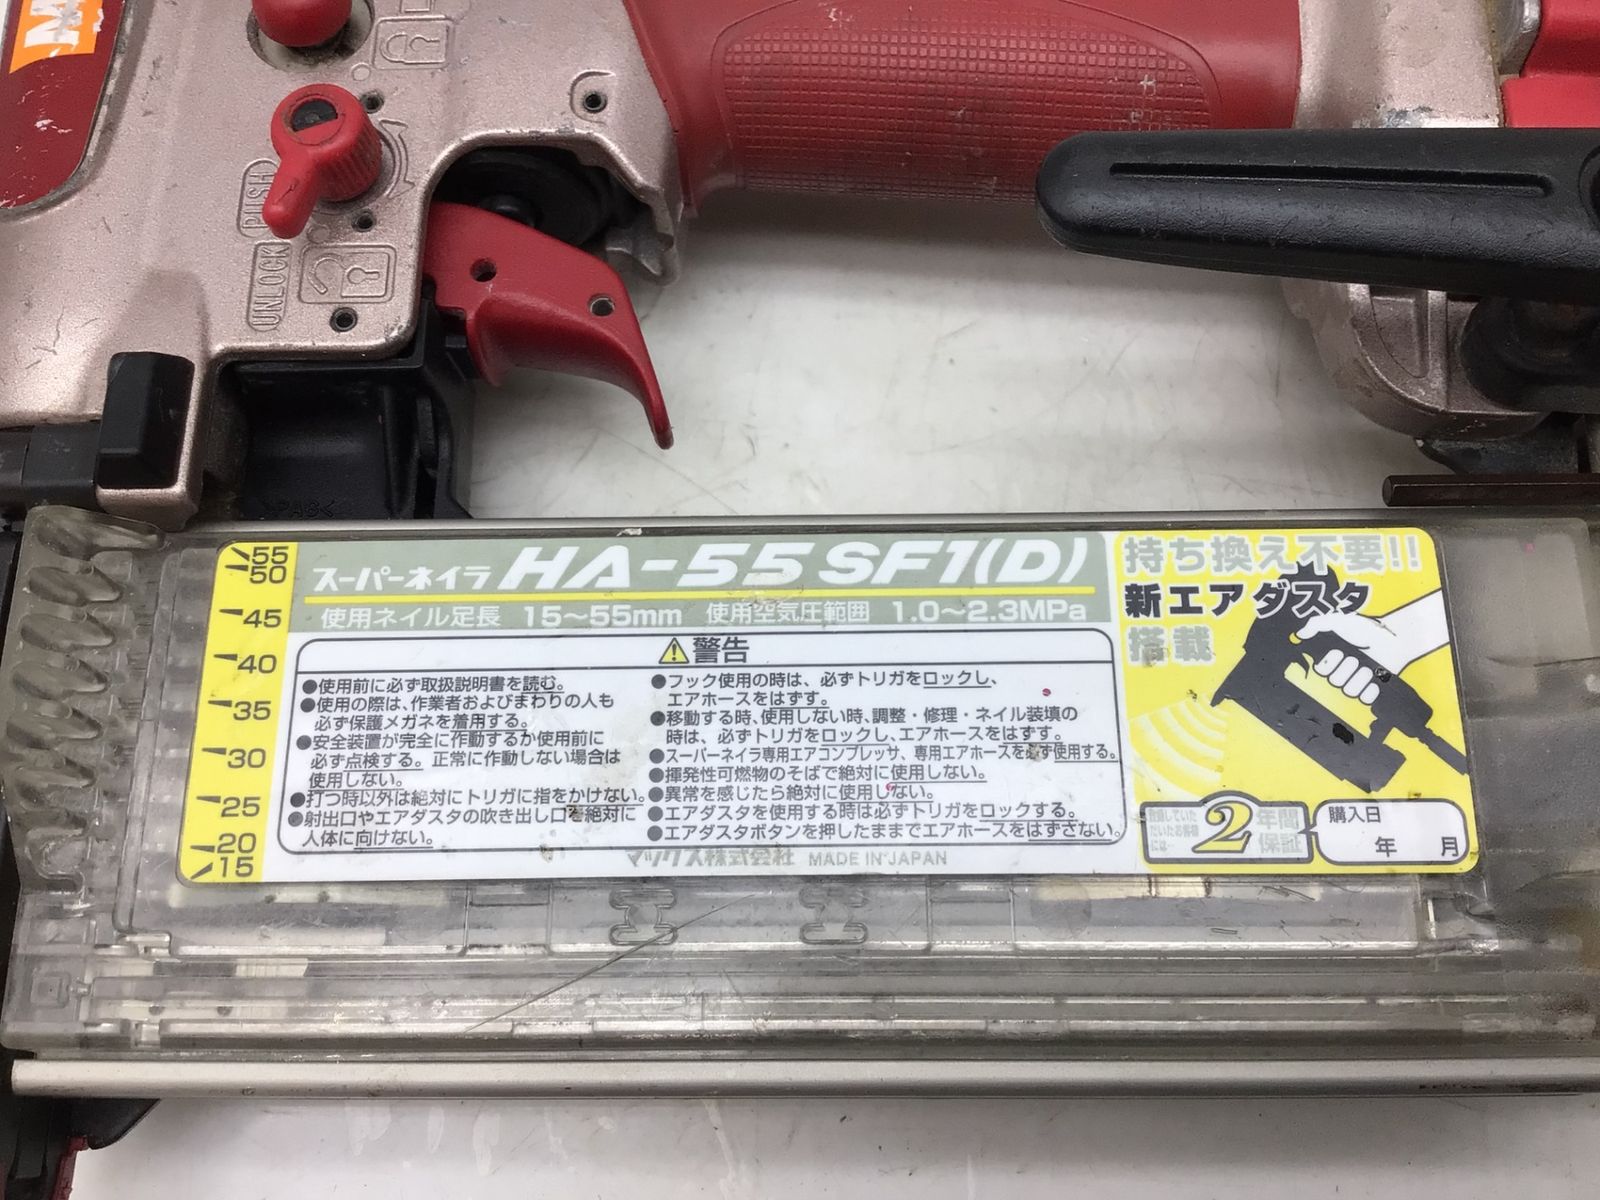 M
PUSH
UNLOCK
>PA6<
55
50
45
40
35
30
25
20
15
スーパーネイラ HA-55SF1(D)
使用ネイル足長 15〜55mm 使用空気圧範囲 1.0〜2.3MPa
警告
●使用前に必ず取扱説明書を読む。
●使用の際は、作業者およびまわりの人も
必ず保護メガネを着用する。
●安全装置が完全に作動するか使用前に
必ず点検する。正常に作動しない場合は
使用しない。
●打つ時以外は絶対にトリガに指をかけない。
●射出口やエアダスタの吹き出し口を絶対に
人体に向けない。
●フック使用の時は、必ずトリガをロックし、
エアホースをはずす。
●移動する時、使用しない時、調整・修理・ネイル装填の
時は、必ずトリガをロックし、エアホースをはずす。
●スーパーネイラ専用エアコンプレッサ、専用エアホースを必ず使用する。
●揮発性可燃物のそばで絶対に使用しない。
●異常を感じたら絶対に使用しない。
●エアダスタを使用する時は必ずトリガをロックする。
●エアダスタボタンを押したままでエアホースをはずさない。
マックス株式会社 MADE IN JAPAN
持ち換え不要!!
新エアダスタ
搭載
登録していた
だいたお客様
には…
2年間
保証
購入日
年 月